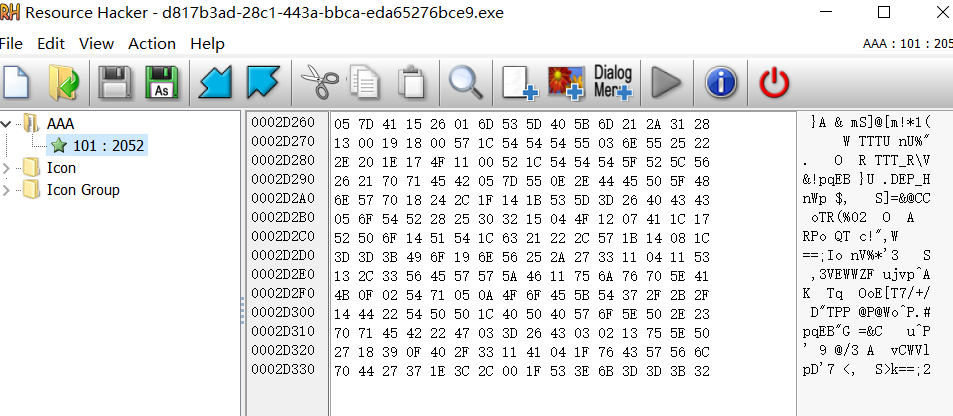 Resource Hacker - d817b3ad-28c1-443a-bbca-eda65276bce9.exe
File Edit View Action Help
AAA : 101 : 205
As
Dialog
Mer+
AAA
101 : 2052
Icon
Icon Group
0002D260 05 7D 41 15 26 01 6D 53 5D 40 5B 6D 21 2A 31 28 }A & mS]@[m!*1(
0002D270 13 00 19 18 00 57 1C 54 54 54 55 03 6E 55 25 22 W TTTU nU%"
0002D280 2E 20 1E 17 4F 11 00 52 1C 54 54 54 5F 52 5C 56 . O R TTT_R\V
0002D290 26 21 70 71 45 42 05 7D 55 0E 2E 44 45 50 5F 48 &!pqEB }U .DEP_H
0002D2A0 6E 57 70 18 24 2C 1F 14 1B 53 5D 3D 26 40 43 43 nWp $, S]=&@CC
0002D2B0 05 6F 54 52 28 25 30 32 15 04 4F 12 07 41 1C 17 oTR(%02 O A
0002D2C0 52 50 6F 14 51 54 1C 63 21 22 2C 57 1B 14 08 1C RPo QT c!",W
0002D2D0 3D 3D 3B 49 6F 19 6E 56 25 2A 27 33 11 04 11 53 ==;Io nV%*'3 S
0002D2E0 13 2C 33 56 45 57 57 5A 46 11 75 6A 76 70 5E 41 ,3VEWWZF ujvp^A
0002D2F0 4B 0F 02 54 71 05 0A 4F 6F 45 5B 54 37 2F 2B 2F K Tq OoE[T7/+/
0002D300 14 44 22 54 50 50 1C 40 50 40 57 6F 5E 50 2E 23 D"TPP @P@Wo^P.#
0002D310 70 71 45 42 22 47 03 3D 26 43 03 02 13 75 5E 50 pqEB"G =&C u^P
0002D320 27 18 39 0F 40 2F 33 11 41 04 1F 76 43 57 56 6C ' 9 @/3 A vCWVl
0002D330 70 44 27 37 1E 3C 2C 00 1F 53 3E 6B 3D 3D 3B 32 pD'7 <, S>k==;2